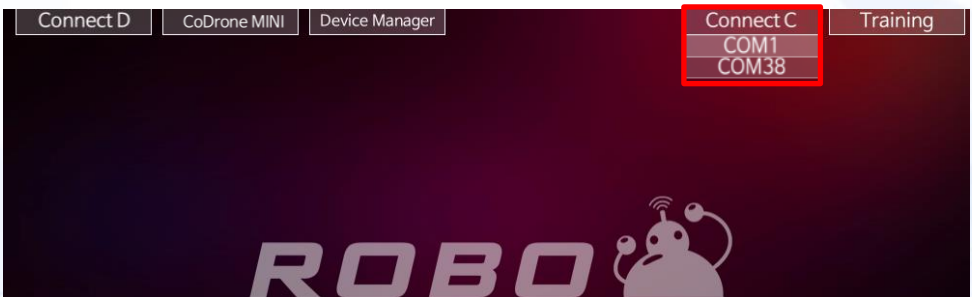 Connect D
CoDrone MINI
Device Manager
Connect C
Training
COM1
COM38
ROBO